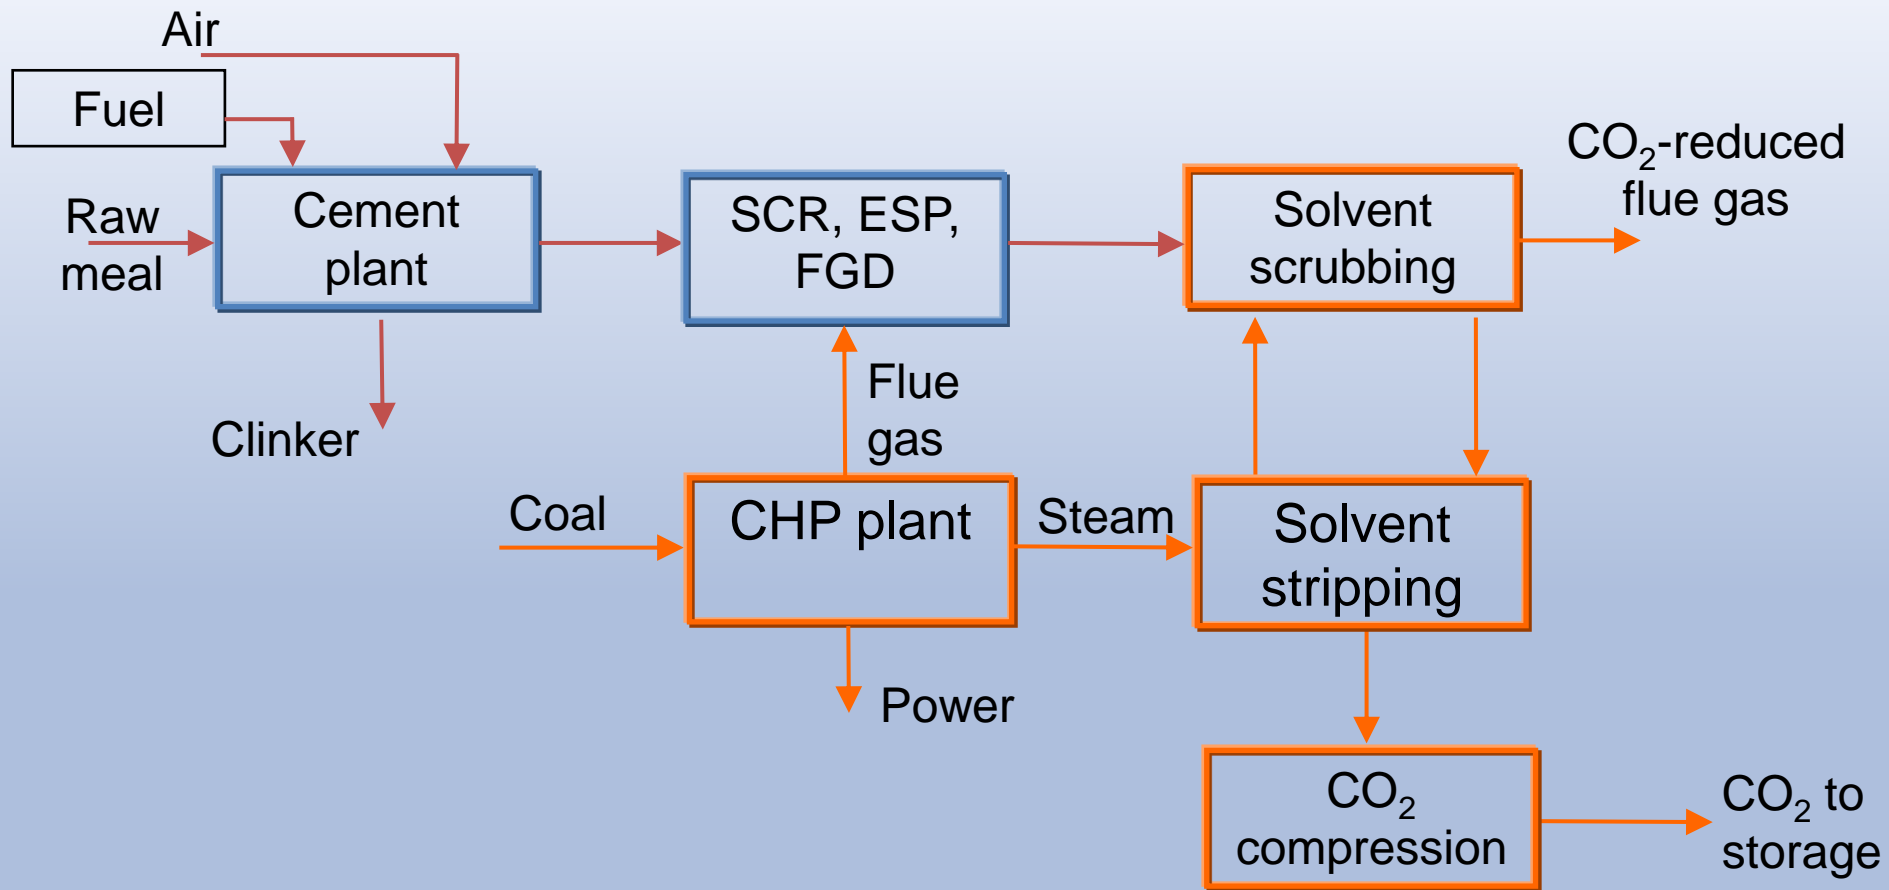 Air
Fuel
Raw
meal
Cement
plant
Clinker
SCR, ESP,
FGD
Solvent
scrubbing
CO₂-reduced
flue gas
Flue
gas
Coal
CHP plant
Steam
Solvent
stripping
Power
CO₂
compression
CO₂ to
storage